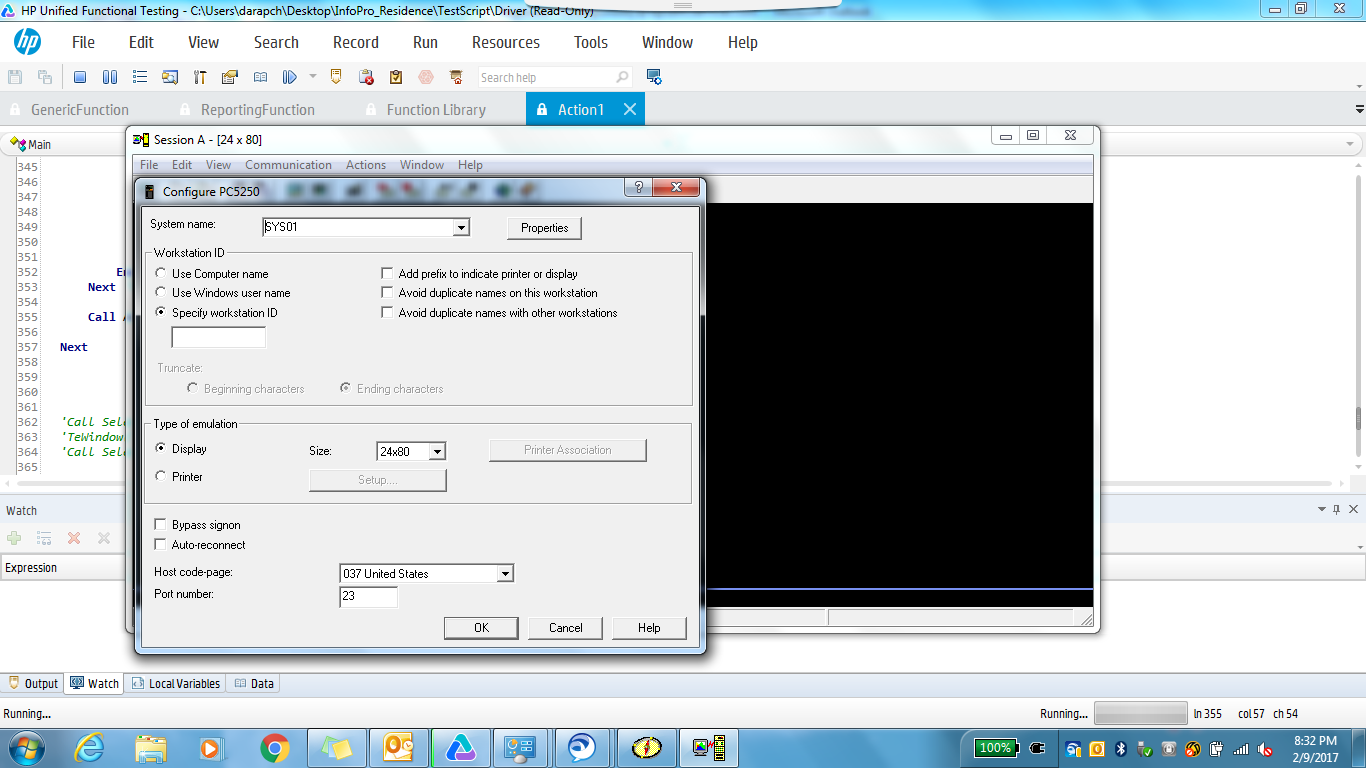 HP Unified Functional Testing - C:\Users\darapch\Desktop\InfoPro_Residence\TestScript\Driver (Read-Only)
hp File Edit View Search Record Run Resources Tools Window Help
Search help
GenericFunction ReportingFunction Function Library Action1
Main
Session A - [24 x 80]
File Edit View Communication Actions Window Help
345
346
347
348
349
350
351
352 En
353 Next
354
355 Call
356
357 Next
358
359
360
361
362 'Call Sele
363 'TeWindow
364 'Call Sele
365
Configure PC5250
System name: SYS01 Properties
Workstation ID
Use Computer name Add prefix to indicate printer or display
Use Windows user name Avoid duplicate names on this workstation
Specify workstation ID Avoid duplicate names with other workstations
Truncate:
Beginning characters Ending characters
Type of emulation
Display Size: 24x80 Printer Association
Printer Setup....
Bypass signon
Auto-reconnect
Host code-page: 037 United States
Port number: 23
OK Cancel Help
Watch
Expression
Output Watch Local Variables Data
Running... Running... ln 355 col 57 ch 54
100% 8:32 PM
2/9/2017